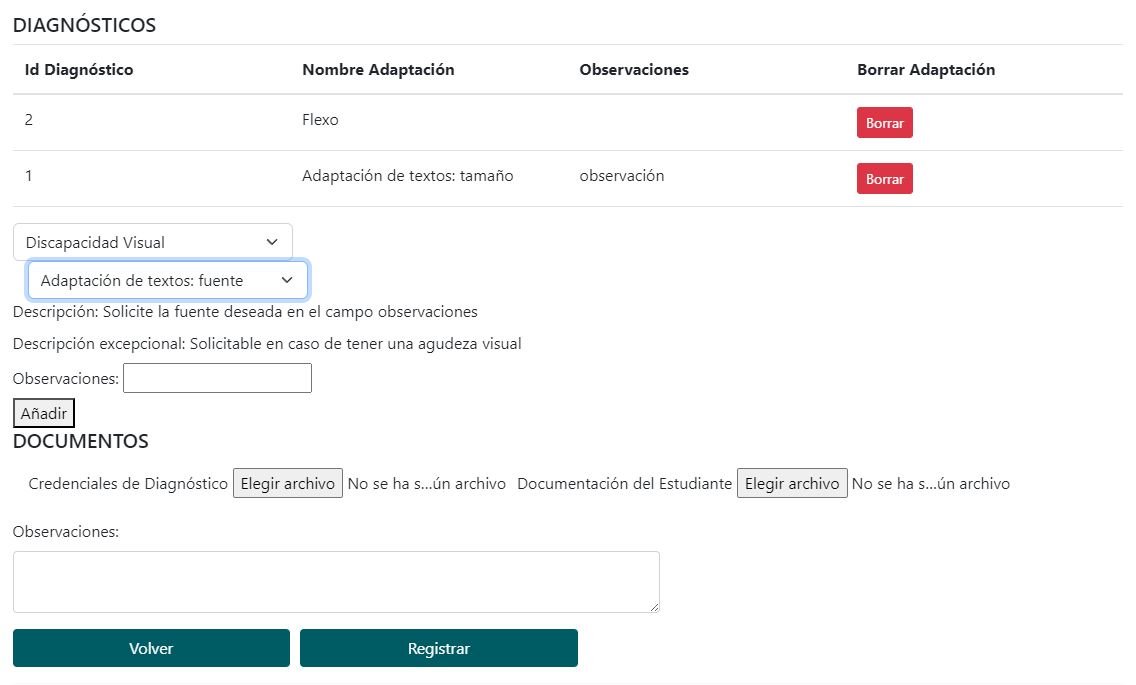 DIAGNÓSTICOS
Id Diagnóstico Nombre Adaptación Observaciones Borrar Adaptación
2 Flexo Borrar
1 Adaptación de textos: tamaño observación Borrar
Discapacidad Visual
Adaptación de textos: fuente
Descripción: Solicite la fuente deseada en el campo observaciones
Descripción excepcional: Solicitable en caso de tener una agudeza visual
Observaciones:
Añadir
DOCUMENTOS
Credenciales de Diagnóstico Elegir archivo No se ha s...ún archivo Documentación del Estudiante Elegir archivo No se ha s...ún archivo
Observaciones:
Volver Registrar